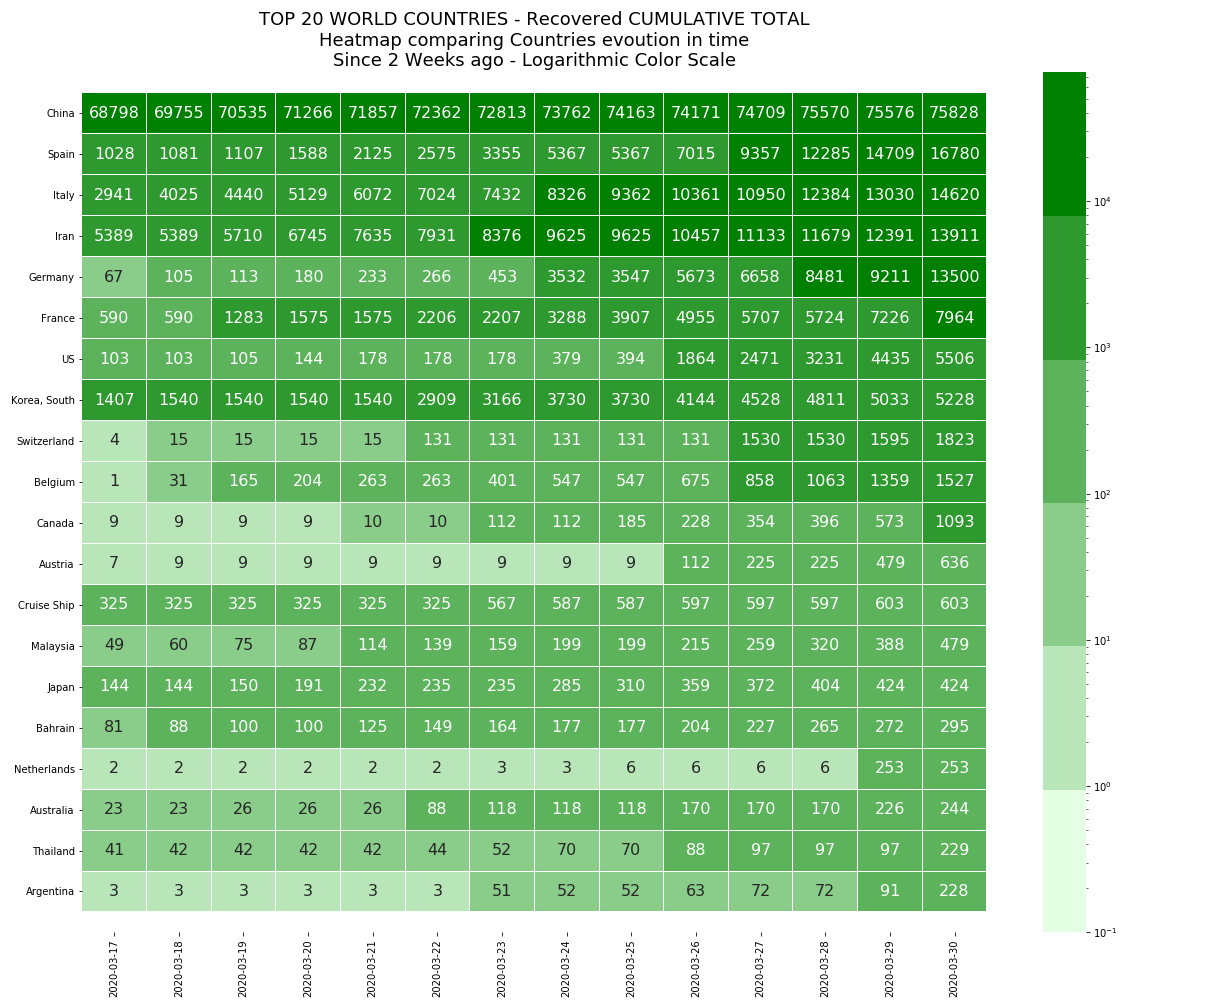 TOP 20 WORLD COUNTRIES - Recovered CUMULATIVE TOTAL
Heatmap comparing Countries evoution in time
Since 2 Weeks ago - Logarithmic Color Scale
China 68798 69755 70535 71266 71857 72362 72813 73762 74163 74171 74709 75570 75576 75828
Spain 1028 1081 1107 1588 2125 2575 3355 5367 5367 7015 9357 12285 14709 16780
Italy 2941 4025 4440 5129 6072 7024 7432 8326 9362 10361 10950 12384 13030 14620
Iran 5389 5389 5710 6745 7635 7931 8376 9625 9625 10457 11133 11679 12391 13911
Germany 67 105 113 180 233 266 453 3532 3547 5673 6658 8481 9211 13500
France 590 590 1283 1575 1575 2206 2207 3288 3907 4955 5707 5724 7226 7964
US 103 103 105 144 178 178 178 379 394 1864 2471 3231 4435 5506
Korea, South 1407 1540 1540 1540 1540 2909 3166 3730 3730 4144 4528 4811 5033 5228
Switzerland 4 15 15 15 15 131 131 131 131 131 1530 1530 1595 1823
Belgium 1 31 165 204 263 263 401 547 547 675 858 1063 1359 1527
Canada 9 9 9 9 10 10 112 112 185 228 354 396 573 1093
Austria 7 9 9 9 9 9 9 9 9 112 225 225 479 636
Cruise Ship 325 325 325 325 325 325 567 587 587 597 597 597 603 603
Malaysia 49 60 75 87 114 139 159 199 199 215 259 320 388 479
Japan 144 144 150 191 232 235 235 285 310 359 372 404 424 424
Bahrain 81 88 100 100 125 149 164 177 177 204 227 265 272 295
Netherlands 2 2 2 2 2 2 3 3 6 6 6 6 253 253
Australia 23 23 26 26 26 88 118 118 118 170 170 170 226 244
Thailand 41 42 42 42 42 44 52 70 70 88 97 97 97 229
Argentina 3 3 3 3 3 3 51 52 52 63 72 72 91 228
2020-03-17 2020-03-18 2020-03-19 2020-03-20 2020-03-21 2020-03-22 2020-03-23 2020-03-24 2020-03-25 2020-03-26 2020-03-27 2020-03-28 2020-03-29 2020-03-30
10⁴
10³
10²
10¹
10⁰
10⁻¹